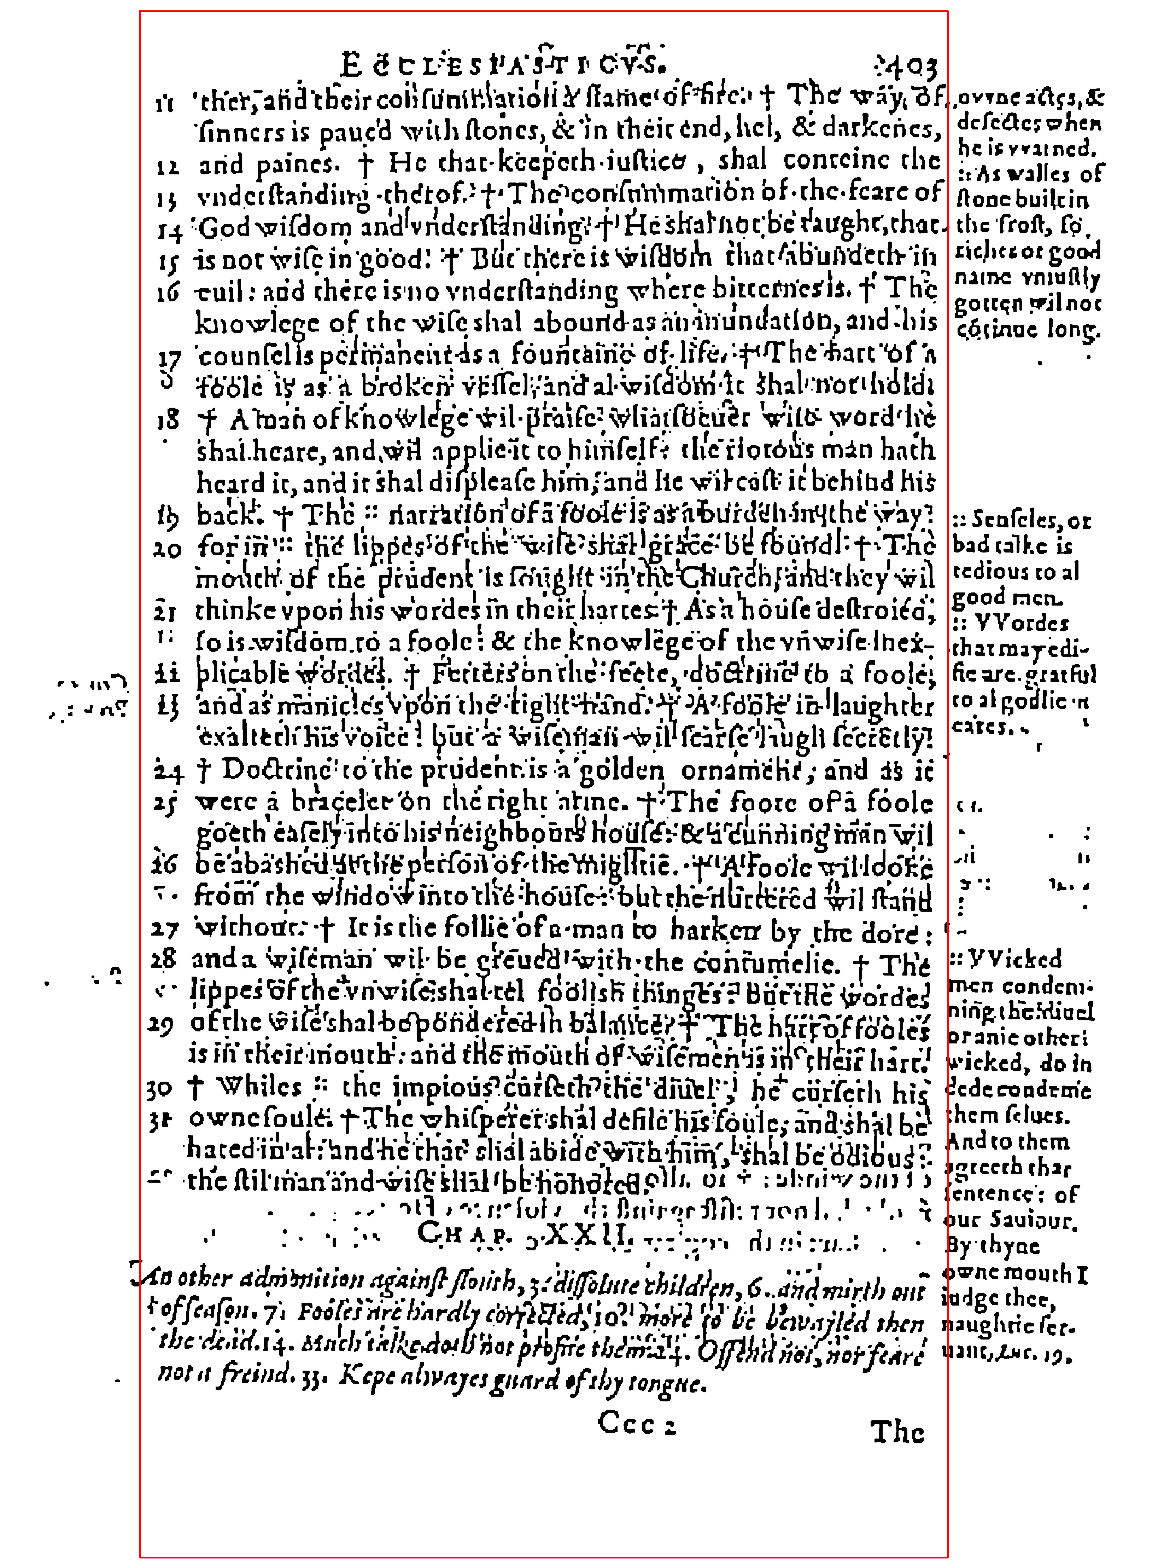 ECCLESIASTICVS. 403
11 ther, and their consummation a flame of fire. † The way of
sinners is paued with stones, & in their end, hel, & darkenes,
12 and paines. † He that keepeth iustice, shal conteine the
13 vnderstanding therof. † The consummation of the feare of
14 God wisdom and vnderstanding. † He shal not be taught, that
15 is not wise in good. † But there is wisdom that abundeth in
16 euil: and there is no vnderstanding where bitternes is. † The
knowlege of the wise shal abound as an inundation, and his
17 counsel is permanent as a fountaine of life. † The hart of a
foole is as a broken vessel, and al wisdom it shal not hold.
18 † A man of knowlege wil praise whatsoeuer wise word he
shal heare, and wil applie it to himself: the riotous man hath
heard it, and it shal displease him, and he wil cast it behind his
19 back. † The :: narration of a foole is as a burden in the way:
20 for in :: the lippes of the wise shal grace be found. † The
mouth of the prudent is sought in the Church, and they wil
21 thinke vpon his wordes in their hartes. † As a house destroied,
so is wisdom to a foole: & the knowlege of the vnwise inex-
22 plicable wordes. † Fetters on the feete, doctrine to a foole,
23 and as manicles vpon the right hand. † A foole in laughter
exalteth his voice: but a wise man wil scarse laugh secretly.
24 † Doctrine to the prudent is a golden ornament, and as it
25 were a bracelet on the right arme. † The foote of a foole
goeth easely into his neighbours house: & a cunning man wil
26 be abashed at the person of the mightie. † A foole wil looke
from the window into the house: but the nurtered wil stand
27 without. † It is the follie of a man to harken by the dore:
28 and a wiseman wil be greued with the contumelie. † The
lippes of the vnwise shal tel foolish thinges: But the wordes
29 of the wise shal be pondered in balance. † The hart of fooles
is in their mouth: and the mouth of wisemen is in their hart.
30 † Whiles :: the impious curseth the diuel, he curseth his
31 owne soule. † The whisperer shal defile his soule, and shal be
hated in al: and he that shal abide with him, shal be odious:
the stil man and wise shal be honored.
CHAP. XXII.
An other admonition against slouth, 3. dissolute children, 6. and mirth out
of season. 7. Fooles are hardly corrected, 10. more to be bewayled then
the dead. 14. Much talke doth not profite them. 24. Offend not, nor feare
not a freind. 33. Kepe alwayes guard of thy tongue.
Ccc 2 The
owne actes, &
defectes when
he is warned.
:: As walles of
stone built in
the frost, so
riches or good
name vniustly
gotten wil not
cōtinue long.
:: Senseles, or
bad talke is
tedious to al
good men.
:: VVordes
that may edi-
fie are grateful
to al godlie
eares.
:: VVicked
men condem-
ning the diuel
or anie other
wicked, do in
dede condeme
them selues.
And to them
agreeth that
sentence of
our Sauiour.
By thyne
owne mouth I
iudge thee,
naughtie ser-
uant, Luc. 19.